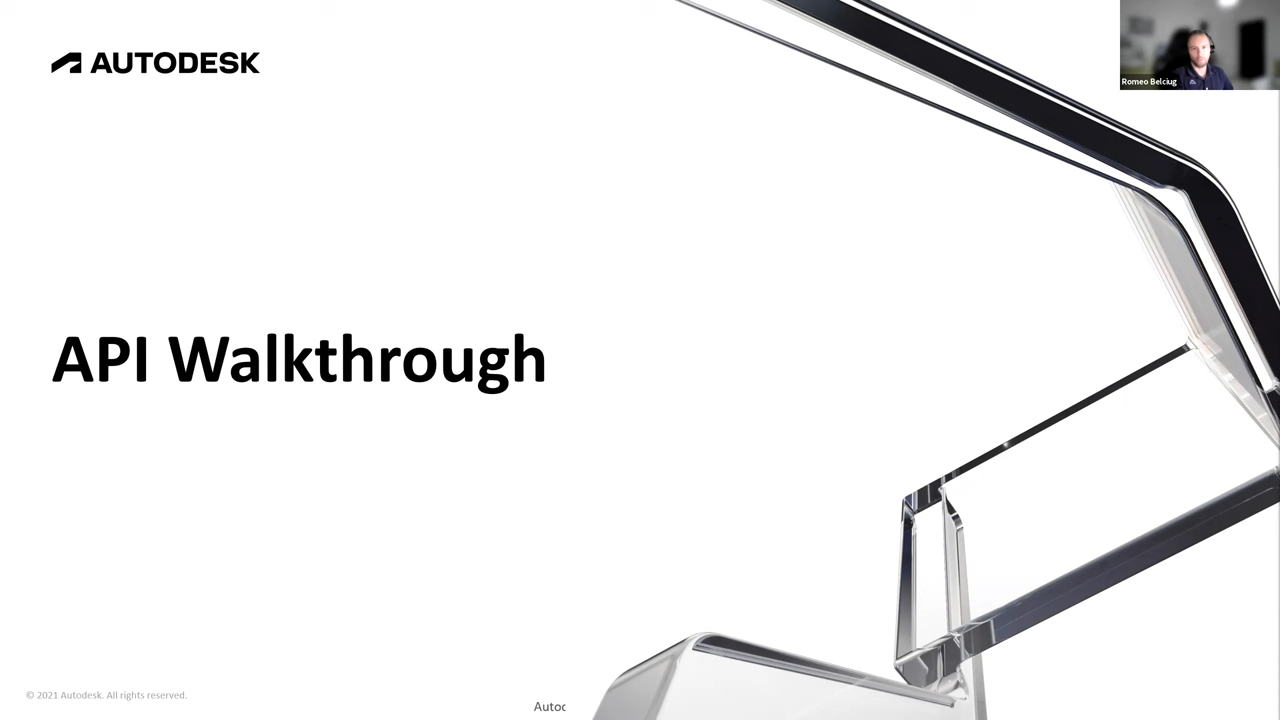 AUTODESK
Romeo Belciug
API Walkthrough
© 2021 Autodesk. All rights reserved.
Autoc